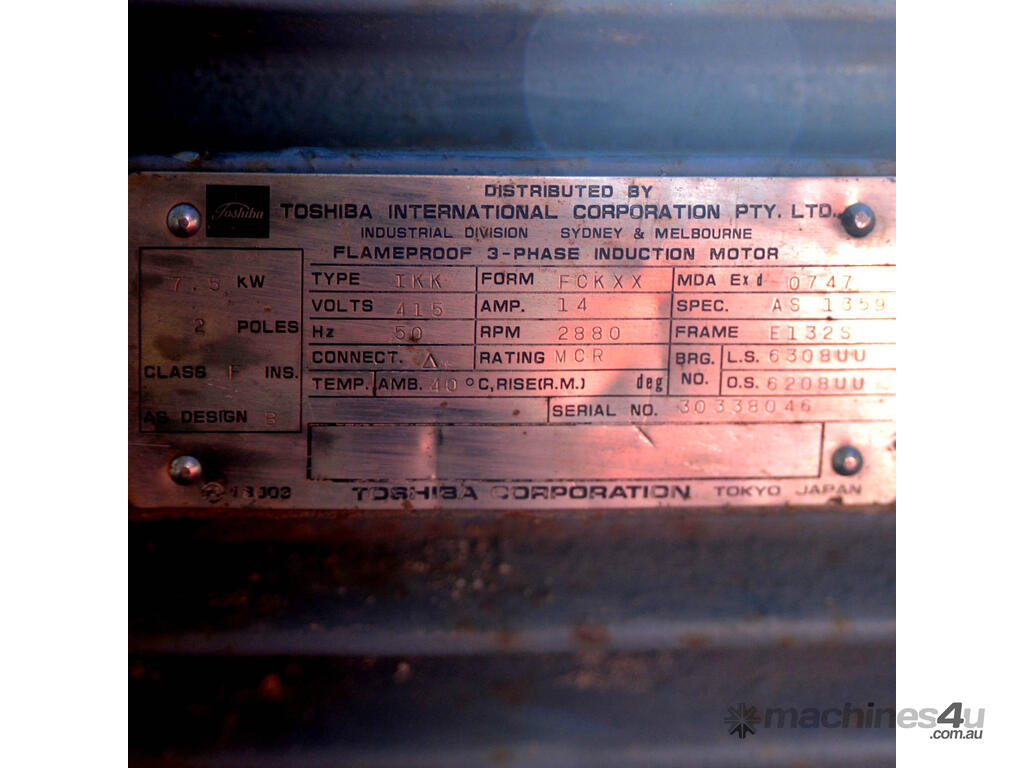 Toshiba
DISTRIBUTED BY
TOSHIBA INTERNATIONAL CORPORATION PTY. LTD.
INDUSTRIAL DIVISION SYDNEY & MELBOURNE
FLAMEPROOF 3-PHASE INDUCTION MOTOR
7.5 KW
2 POLES
CLASS F INS.
AS DESIGN B
TYPE IKK FORM FCKXX MDA Ex d 0747
VOLTS 415 AMP. 14 SPEC. AS 1359
Hz 50 RPM 2880 FRAME E132S
CONNECT. Δ RATING MCR BRG. NO. L.S. 6308UU
TEMP. AMB. 40 °C, RISE(R.M.) deg O.S. 6208UU
SERIAL NO. 30338046
TOSHIBA CORPORATION TOKYO JAPAN
machines4u
.com.au